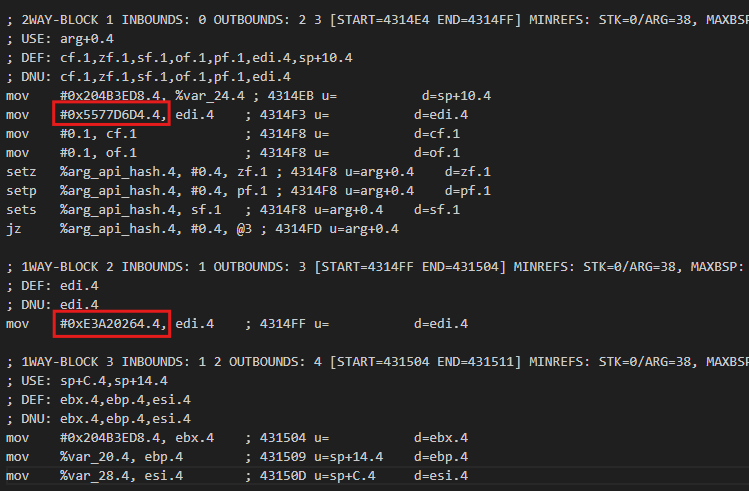 ; 2WAY-BLOCK 1 INBOUNDS: 0 OUTBOUNDS: 2 3 [START=4314E4 END=4314FF] MINREFS: STK=0/ARG=38, MAXBSP:
; USE: arg+0.4
; DEF: cf.1,zf.1,sf.1,of.1,pf.1,edi.4,sp+10.4
; DNU: cf.1,zf.1,sf.1,of.1,pf.1,edi.4
mov #0x204B3ED8.4, %var_24.4 ; 4314EB u= d=sp+10.4
mov #0x5577D6D4.4, edi.4 ; 4314F3 u= d=edi.4
mov #0.1, cf.1 ; 4314F8 u= d=cf.1
mov #0.1, of.1 ; 4314F8 u= d=of.1
setz %arg_api_hash.4, #0.4, zf.1 ; 4314F8 u=arg+0.4 d=zf.1
setp %arg_api_hash.4, #0.4, pf.1 ; 4314F8 u=arg+0.4 d=pf.1
sets %arg_api_hash.4, sf.1 ; 4314F8 u=arg+0.4 d=sf.1
jz %arg_api_hash.4, #0.4, @3 ; 4314FD u=arg+0.4
; 1WAY-BLOCK 2 INBOUNDS: 1 OUTBOUNDS: 3 [START=4314FF END=431504] MINREFS: STK=0/ARG=38, MAXBSP:
; DEF: edi.4
; DNU: edi.4
mov #0xE3A20264.4, edi.4 ; 4314FF u= d=edi.4
; 1WAY-BLOCK 3 INBOUNDS: 1 2 OUTBOUNDS: 4 [START=431504 END=431511] MINREFS: STK=0/ARG=38, MAXBSP
; USE: sp+C.4,sp+14.4
; DEF: ebx.4,ebp.4,esi.4
; DNU: ebx.4,ebp.4,esi.4
mov #0x204B3ED8.4, ebx.4 ; 431504 u= d=ebx.4
mov %var_20.4, ebp.4 ; 431509 u=sp+14.4 d=ebp.4
mov %var_28.4, esi.4 ; 43150D u=sp+C.4 d=esi.4